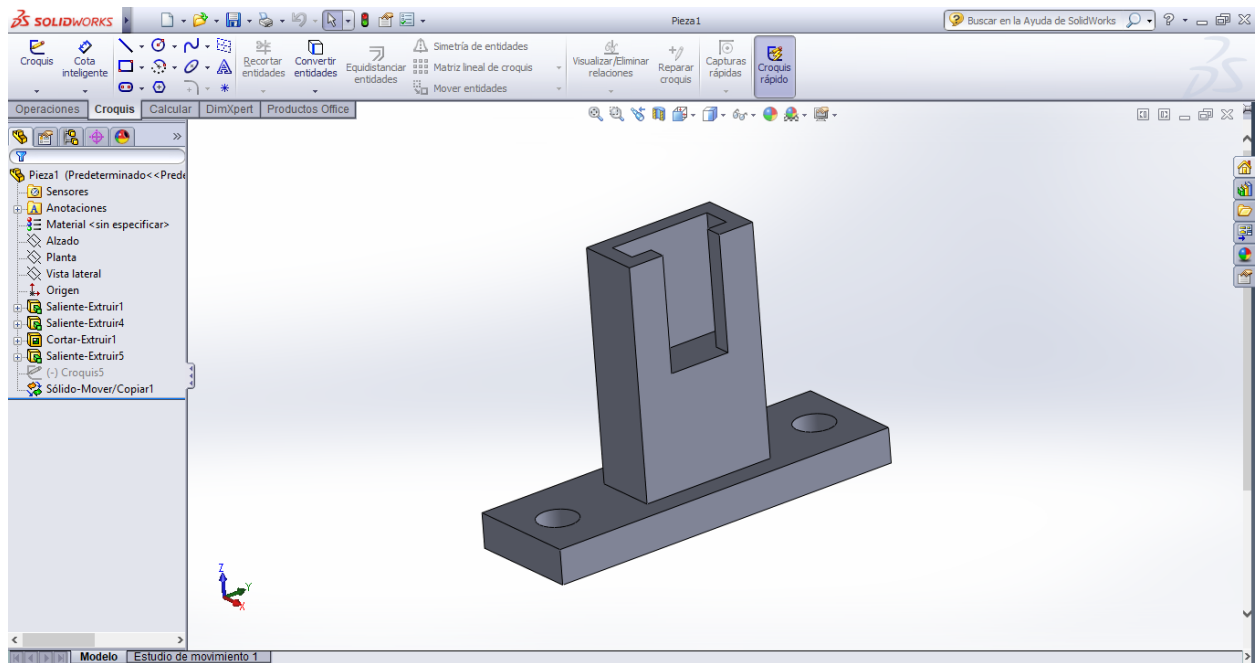 SOLIDWORKS
Pieza1
Buscar en la Ayuda de SolidWorks
Croquis
Cota inteligente
Recortar entidades
Convertir entidades
Equidistanciar entidades
Simetría de entidades
Matriz lineal de croquis
Mover entidades
Visualizar/Eliminar relaciones
Reparar croquis
Capturas rápidas
Croquis rápido
Operaciones Croquis Calcular DimXpert Productos Office
Pieza1 (Predeterminado<<Prede
Sensores
Anotaciones
Material <sin especificar>
Alzado
Planta
Vista lateral
Origen
Saliente-Extruir1
Saliente-Extruir4
Cortar-Extruir1
Saliente-Extruir5
(-) Croquis5
Sólido-Mover/Copiar1
Z
Y
X
Modelo Estudio de movimiento 1